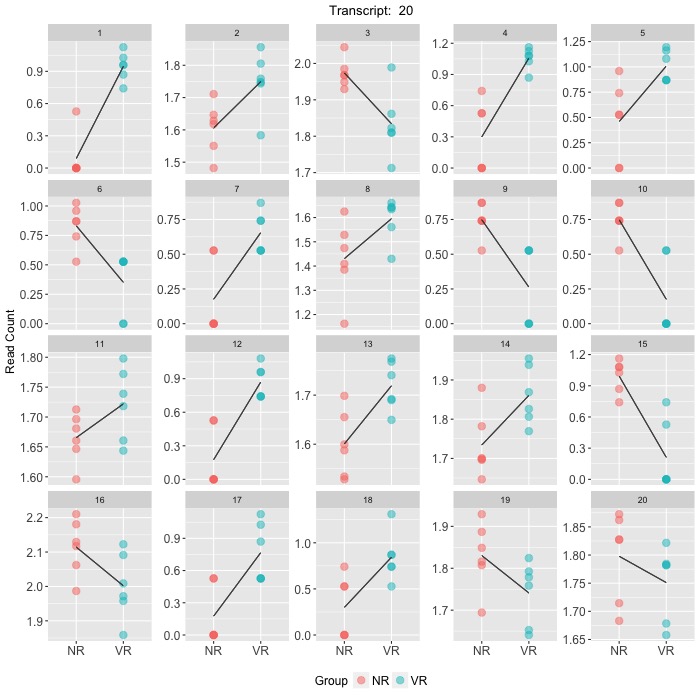 Transcript: 20
1 2 3 4 5
0.9 0.6 0.3 0.0
1.8 1.7 1.6 1.5
2.0 1.9 1.8 1.7
1.2 0.8 0.4 0.0
1.25 1.00 0.75 0.50 0.25 0.00
6 7 8 9 10
1.00 0.75 0.50 0.25 0.00
0.75 0.50 0.25 0.00
1.6 1.5 1.4 1.3 1.2
0.75 0.50 0.25 0.00
0.75 0.50 0.25 0.00
Read Count
11 12 13 14 15
1.80 1.75 1.70 1.65 1.60
0.9 0.6 0.3 0.0
1.7 1.6
1.9 1.8 1.7
1.2 0.9 0.6 0.3 0.0
16 17 18 19 20
2.2 2.1 2.0 1.9
0.9 0.6 0.3 0.0
1.0 0.5 0.0
1.9 1.8 1.7
1.85 1.80 1.75 1.70 1.65
NR VR NR VR NR VR NR VR NR VR
Group NR VR